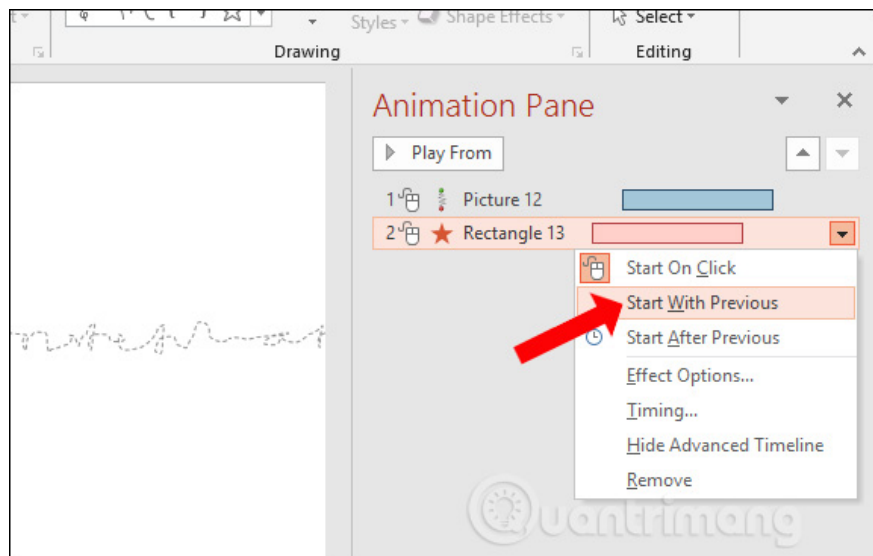 Styles
Shape Effects
Select
Drawing
Editing
Animation Pane
Play From
1 Picture 12
2 Rectangle 13
Start On Click
Start With Previous
Start After Previous
Effect Options...
Timing...
Hide Advanced Timeline
Remove
Quantrimang